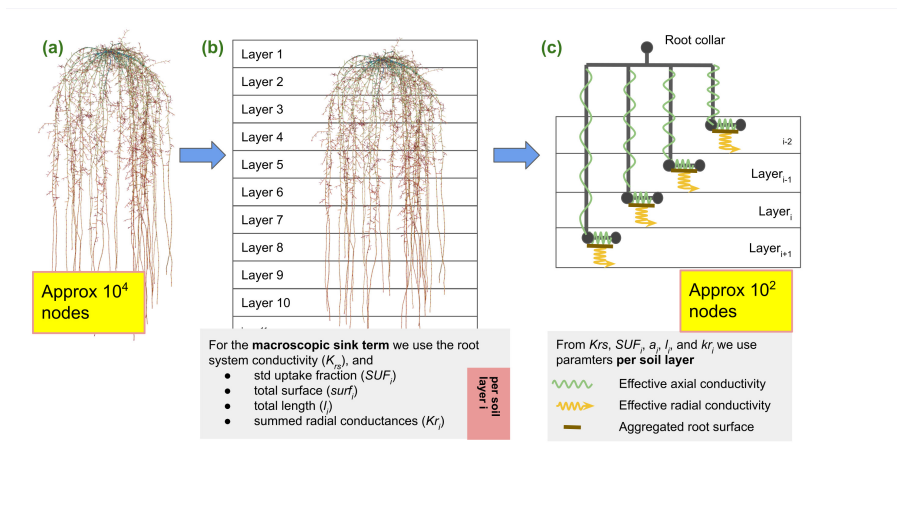 (a)
Approx 10⁴
nodes
(b)
Layer 1
Layer 2
Layer 3
Layer 4
Layer 5
Layer 6
Layer 7
Layer 8
Layer 9
Layer 10
For the macroscopic sink term we use the root
system conductivity (Krs), and
● std uptake fraction (SUFi)
● total surface (surfi)
● total length (li)
● summed radial conductances (Kri)
per soil
layer i
(c)
Root collar
i-2
Layeri-1
Layeri
Layeri+1
Approx 10²
nodes
From Krs, SUFi, ai, li, and kri we use
paramters per soil layer
Effective axial conductivity
Effective radial conductivity
Aggregated root surface